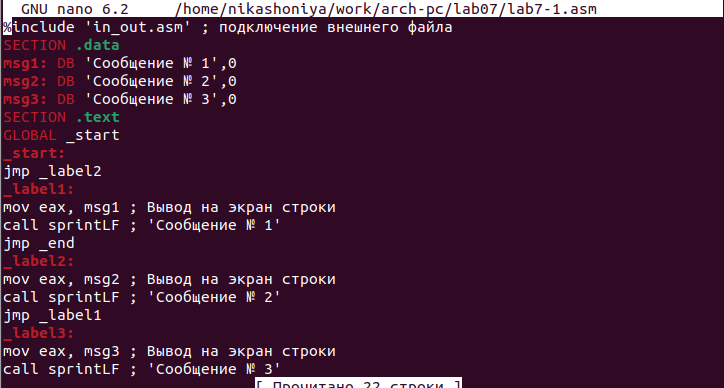 GNU nano 6.2 /home/nikashoniya/work/arch-pc/lab07/lab7-1.asm
%include 'in_out.asm' ; подключение внешнего файла
SECTION .data
msg1: DB 'Сообщение № 1',0
msg2: DB 'Сообщение № 2',0
msg3: DB 'Сообщение № 3',0
SECTION .text
GLOBAL _start
_start:
jmp _label2
_label1:
mov eax, msg1 ; Вывод на экран строки
call sprintLF ; 'Сообщение № 1'
jmp _end
_label2:
mov eax, msg2 ; Вывод на экран строки
call sprintLF ; 'Сообщение № 2'
jmp _label1
_label3:
mov eax, msg3 ; Вывод на экран строки
call sprintLF ; 'Сообщение № 3'
[ Прочитано 22 строки ]